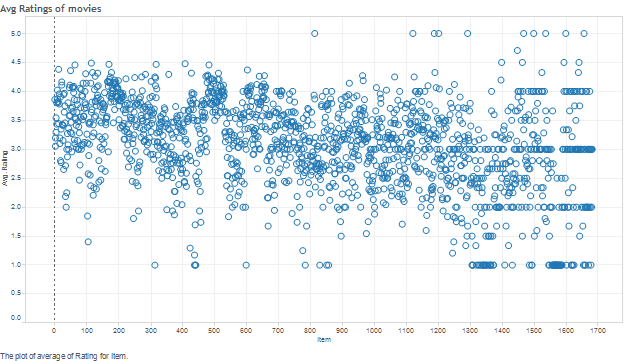 Avg Ratings of movies
5.0
4.5
4.0
3.5
3.0
2.5
2.0
1.5
1.0
0.5
0.0
Avg. Rating
0 100 200 300 400 500 600 700 800 900 1000 1100 1200 1300 1400 1500 1600 1700
Item
The plot of average of Rating for Item.